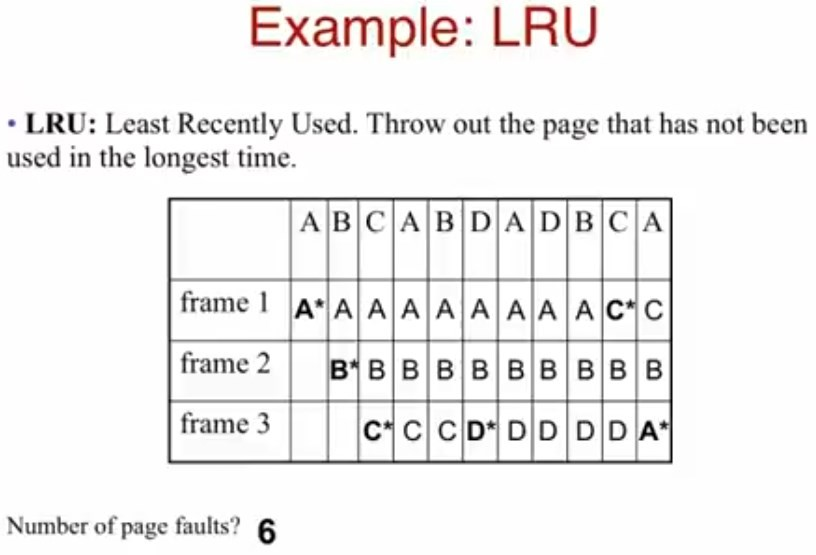 Example: LRU
• LRU: Least Recently Used. Throw out the page that has not been
used in the longest time.
A B C A B D A D B C A
frame 1 A* A A A A A A A A C* C
frame 2 B* B B B B B B B B B
frame 3 C* C C D* D D D D A*
Number of page faults? 6